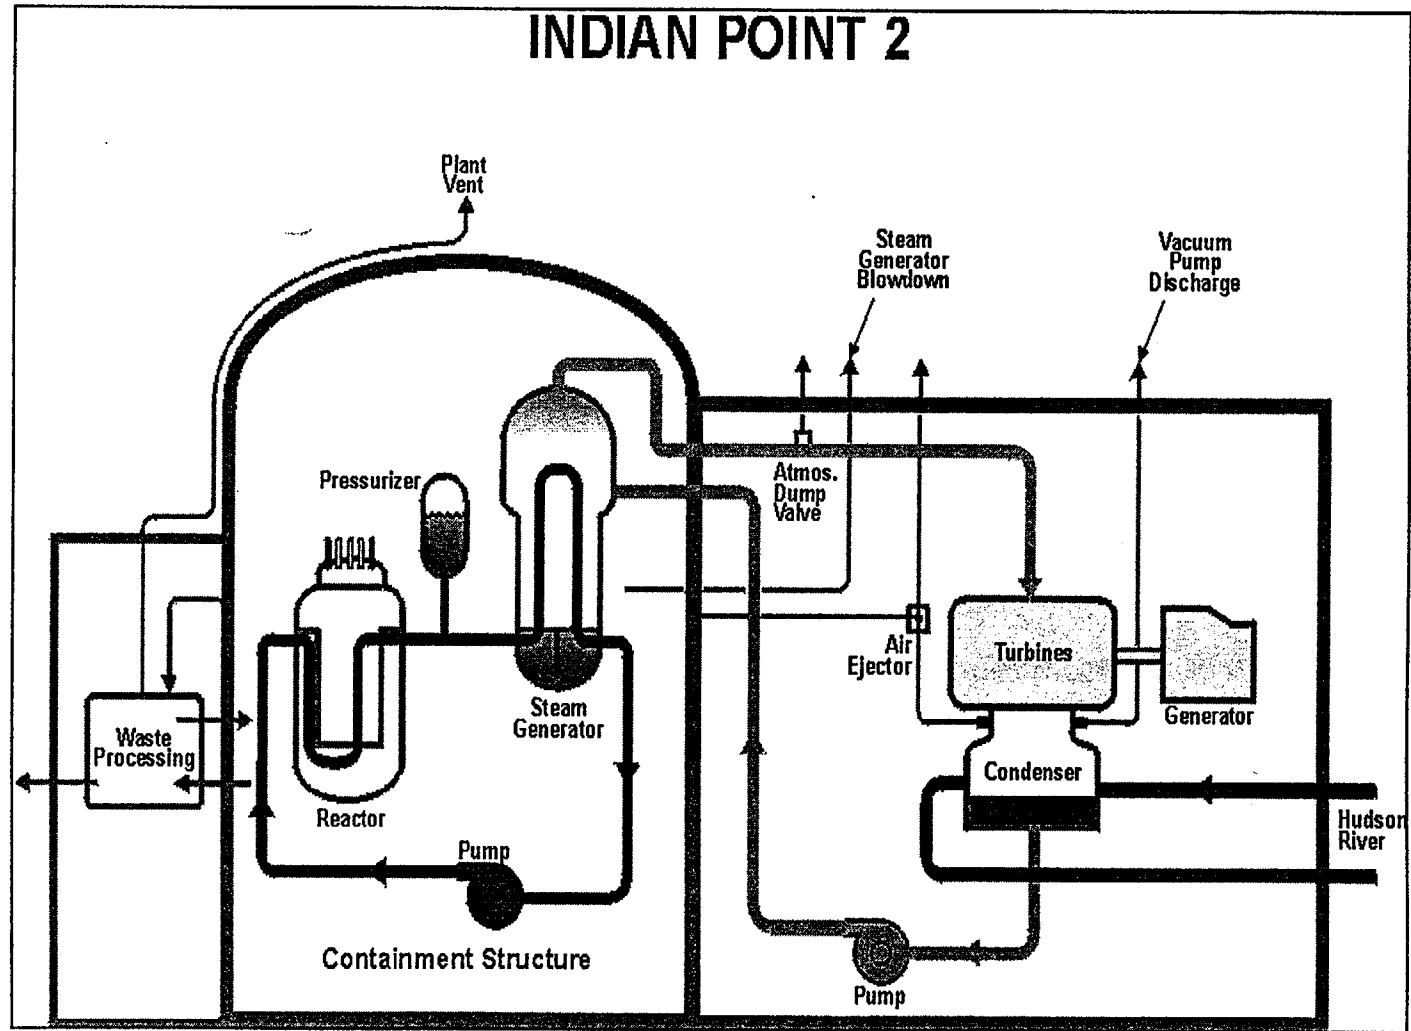 INDIAN POINT 2
Plant
Vent
Steam
Generator
Blowdown
Vacuum
Pump
Discharge
Pressurizer
Atmos.
Dump
Valve
Air
Ejector
Turbines
Generator
Steam
Generator
Waste
Processing
Condenser
Reactor
Hudson
River
Pump
Containment Structure
Pump